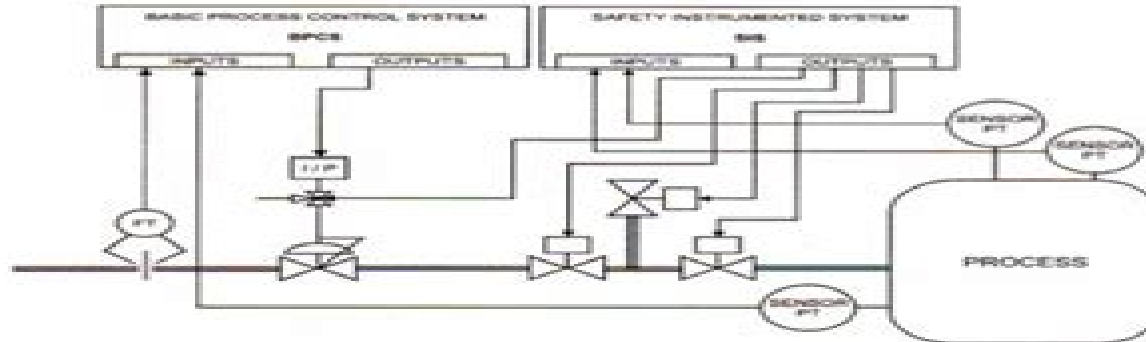 BASIC PROCESS CONTROL SYSTEM
BPCS
INPUTS
OUTPUTS
SAFETY INSTRUMENTED SYSTEM
SIS
INPUTS
OUTPUTS
SENSOR
PT
SENSOR
PT
I / P
FT
PROCESS
SENSOR
PT